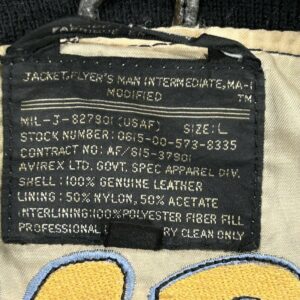 JACKET,FLYER'S MAN INTERMEDIATE,MA-1
MODIFIED TM
MIL-J-827901 (USAF) SIZE: L
STOCK NUMBER: 0615-00-573-8335
CONTRACT NO: AF/615-37901
AVIREX LTD. GOVT. SPEC APPAREL DIV.
SHELL : 100% GENUINE LEATHER
LINING : 50% NYLON, 50% ACETATE
INTERLINING: 100% POLYESTER FIBER FILL
PROFESSIONAL RY CLEAN ONLY